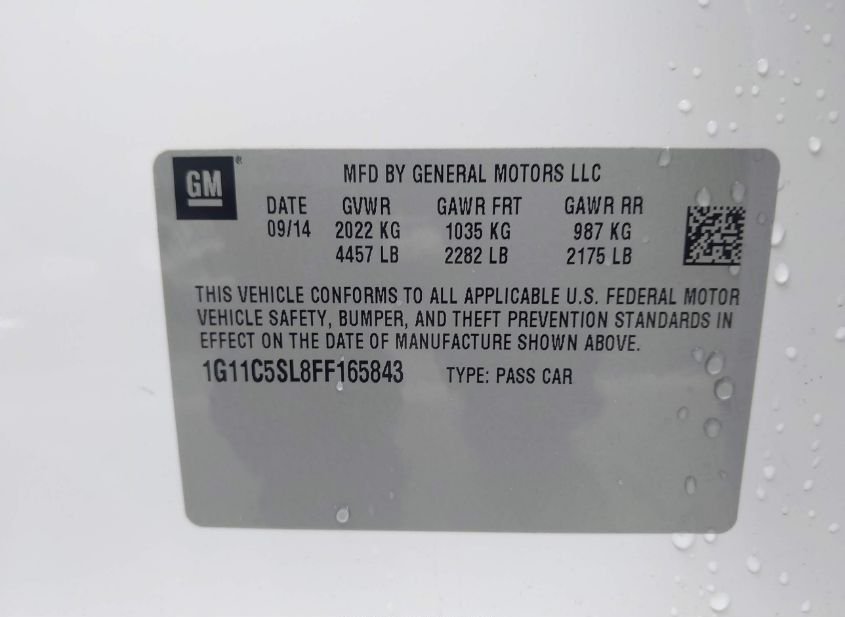 GM ®
MFD BY GENERAL MOTORS LLC
DATE GVWR GAWR FRT GAWR RR
09/14 2022 KG 1035 KG 987 KG
4457 LB 2282 LB 2175 LB
THIS VEHICLE CONFORMS TO ALL APPLICABLE U.S. FEDERAL MOTOR
VEHICLE SAFETY, BUMPER, AND THEFT PREVENTION STANDARDS IN
EFFECT ON THE DATE OF MANUFACTURE SHOWN ABOVE.
1G11C5SL8FF165843 TYPE: PASS CAR